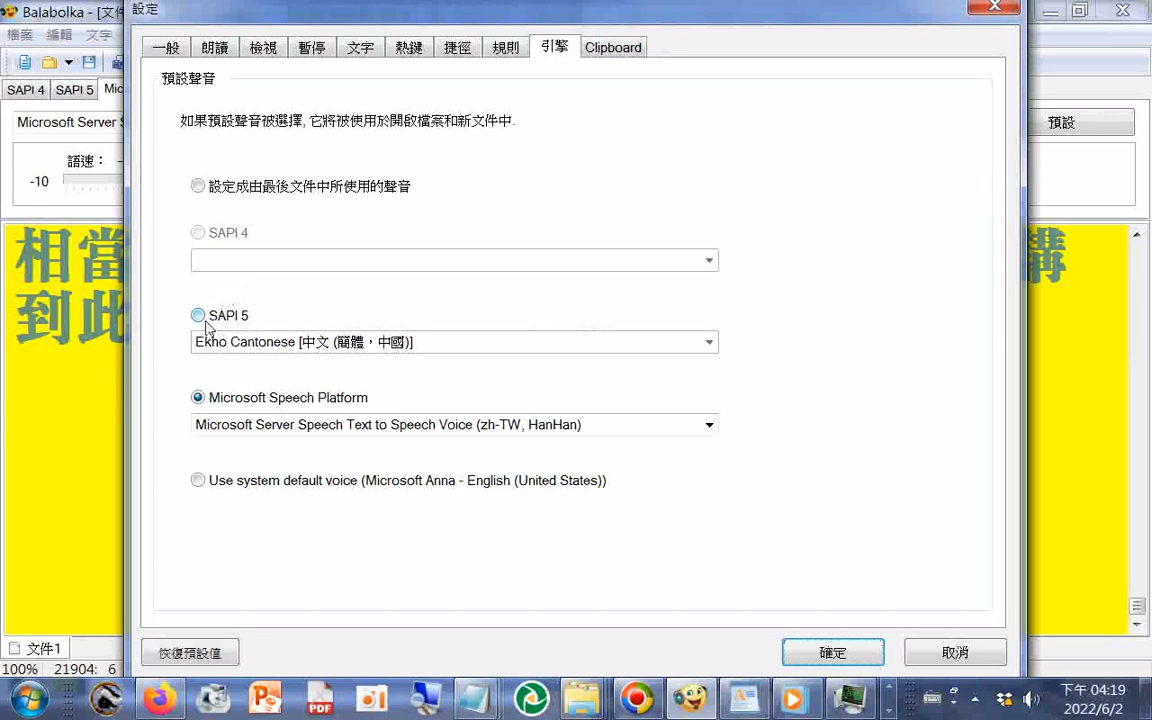 Balabolka - [文件
設定
檔案 編輯 文字
一般 朗讀 檢視 暫停 文字 熱鍵 捷徑 規則 引擎 Clipboard
SAPI 4 SAPI 5 Mic
預設聲音
Microsoft Server S
如果預設聲音被選擇, 它將被使用於開啟檔案和新文件中.
預設
語速：
-10
設定成由最後文件中所使用的聲音
SAPI 4
相當
講
到此
SAPI 5
Ekho Cantonese [中文 (簡體，中國)]
Microsoft Speech Platform
Microsoft Server Speech Text to Speech Voice (zh-TW, HanHan)
Use system default voice (Microsoft Anna - English (United States))
文件1
恢復預設值 確定 取消
100% 21904: 6
PDF
下午 04:19
2022/6/2